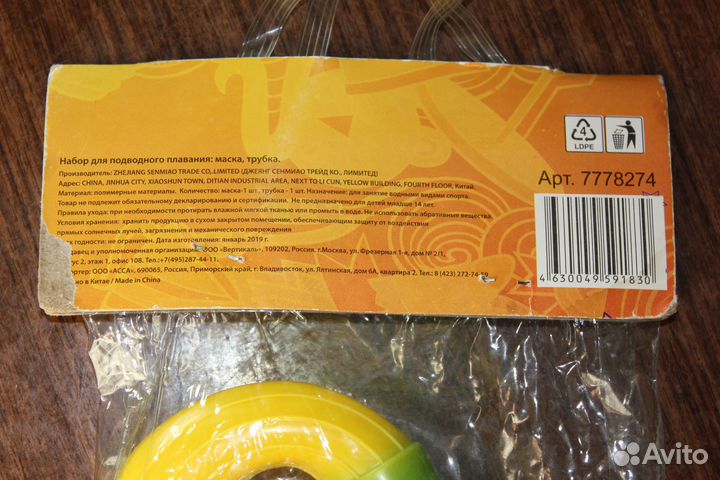 Набор для подводного плавания: маска, трубка.
Производитель: ZHEJIANG SENMIAO TRADE CO,.LIMITED (ДЖЕЯНГ СЕНМИАО ТРЕЙД КО., ЛИМИТЕД)
Адрес: CHINA, JINHUA CITY, XIAOSHUN TOWN, DITIAN INDUSTRIAL AREA, NEXT TO LI CUN, YELLOW BUILDING, FOURTH FLOOR, Китай
Материал: полимерные материалы. Количество: маска-1 шт., трубка - 1 шт. Назначение: для занятие водными видами спорта.
Товар не подлежит обязательному декларированию и сертификации. Не предназначено для детей младше 14 лет.
Правила ухода: при необходимости протирать влажной мягкой тканью или промыть в воде. Не использовать абразивные вещества.
Условия хранения: хранить продукцию в сухом закрытом помещении, обеспечивающем защиту от воздействия
прямых солнечных лучей, загрязнения и механического повреждения
к годности: не ограничен. Дата изготовления: январь 2019 г.
давец и уполномоченная организация: ООО «Вертикаль», 109202, Россия, г.Москва, ул. Фрезерная 1-я, дом № 2/1,
ус 2, этаж 1, офис 108. Тел.:+7(495)287-44-11.
ортер: ООО «АССА», 690065, Россия, Приморский край, г. Владивосток, ул. Ялтинская, дом 6А, квартира 2. Тел.: 8 (423) 272-74-59
но в Китае / Made in China
4
LDPE
Арт. 7778274
4630049591830
Avito